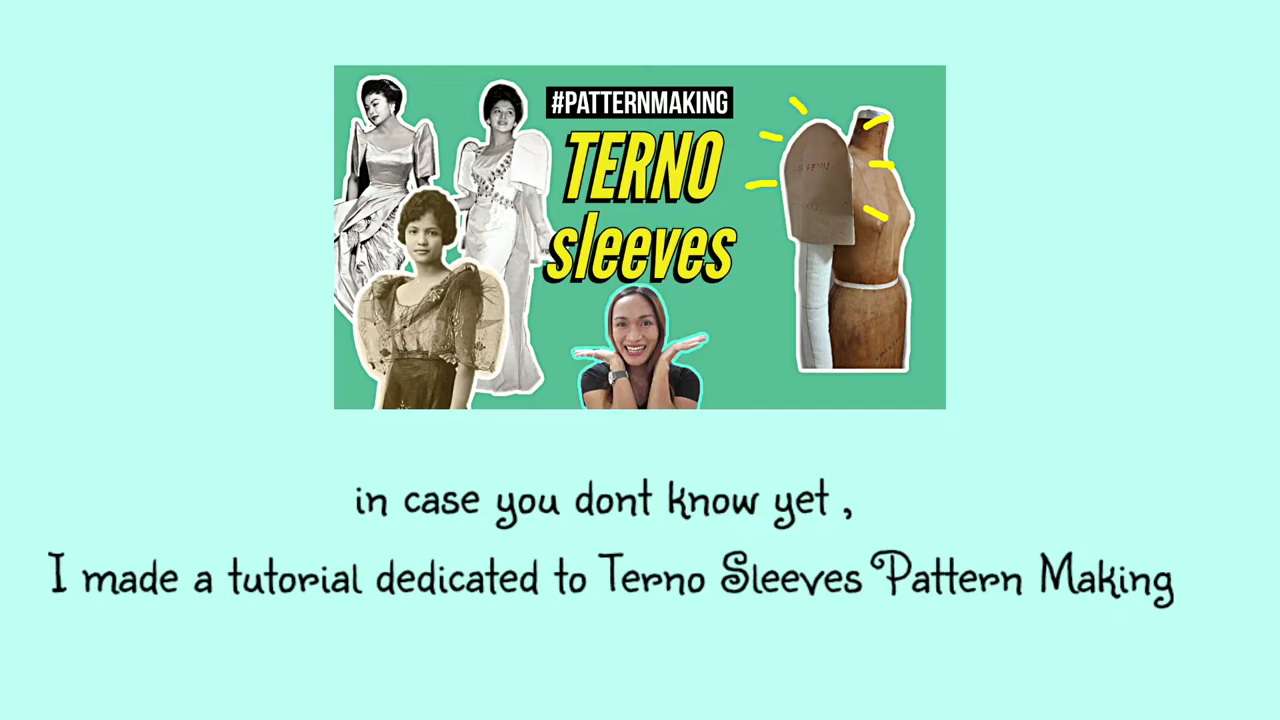 #PATTERNMAKING
TERNO
sleeves
in case you dont know yet ,
I made a tutorial dedicated to Terno Sleeves Pattern Making